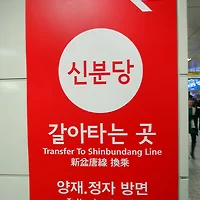 신분당
갈아타는 곳
Transfer To Shinbundang Line
新盆唐線 換乘
양재.정자 방면